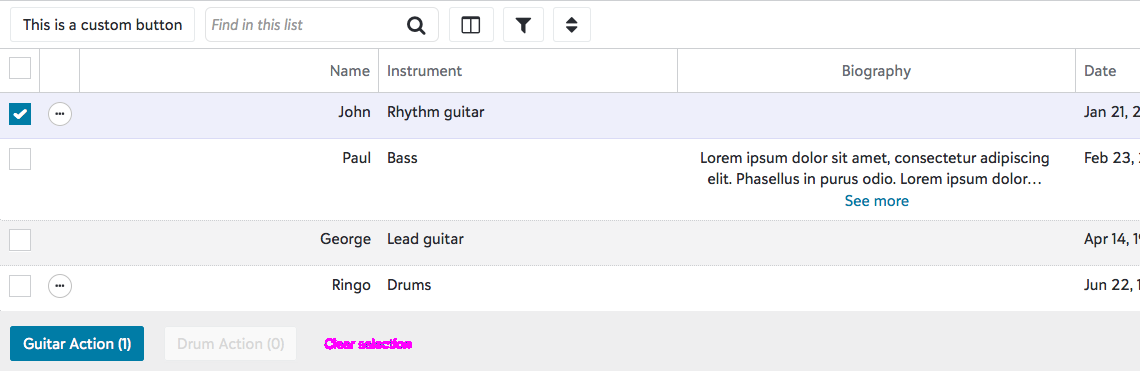 This is a custom button Find in this list
Name Instrument Biography Date
John Rhythm guitar Jan 21, 2
Paul Bass Lorem ipsum dolor sit amet, consectetur adipiscing Feb 23,
elit. Phasellus in purus odio. Lorem ipsum dolor...
See more
George Lead guitar Apr 14, 19
Ringo Drums Jun 22, 1
Guitar Action (1) Drum Action (0) Clear selection